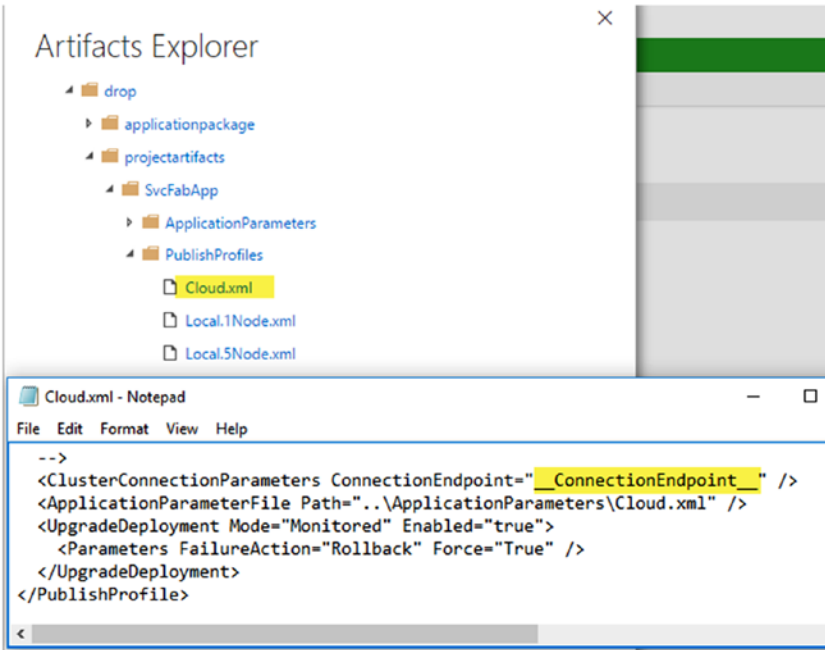 Artifacts Explorer
drop
applicationpackage
projectartifacts
SvcFabApp
ApplicationParameters
PublishProfiles
Cloud.xml
Local.1Node.xml
Local.5Node.xml
Cloud.xml - Notepad
File Edit Format View Help
-->
<ClusterConnectionParameters ConnectionEndpoint="__ConnectionEndpoint__" />
<ApplicationParameterFile Path="..\ApplicationParameters\Cloud.xml" />
<UpgradeDeployment Mode="Monitored" Enabled="true">
<Parameters FailureAction="Rollback" Force="True" />
</UpgradeDeployment>
</PublishProfile>